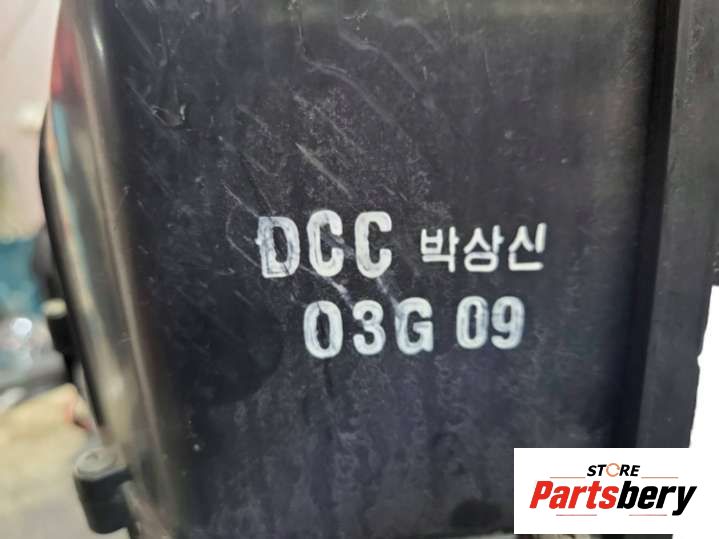 DCC 박상신
03G 09
STORE
Partsbery